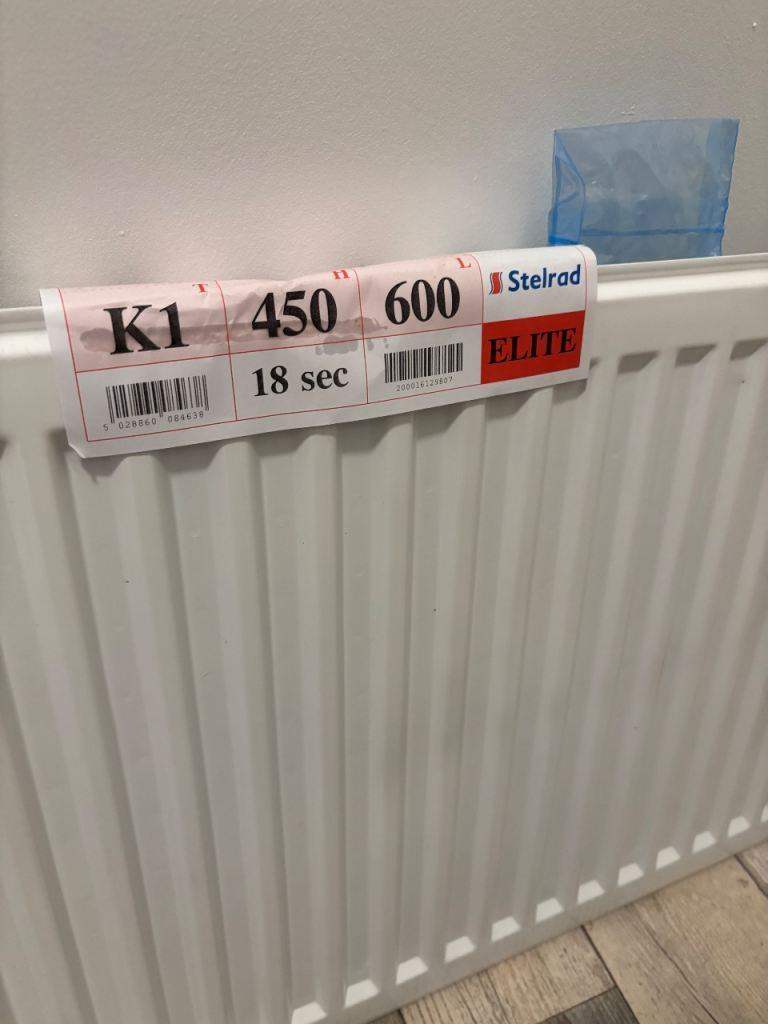 T H L
K1 450 600 Stelrad
18 sec ELITE
5 028860 084638 200016129807